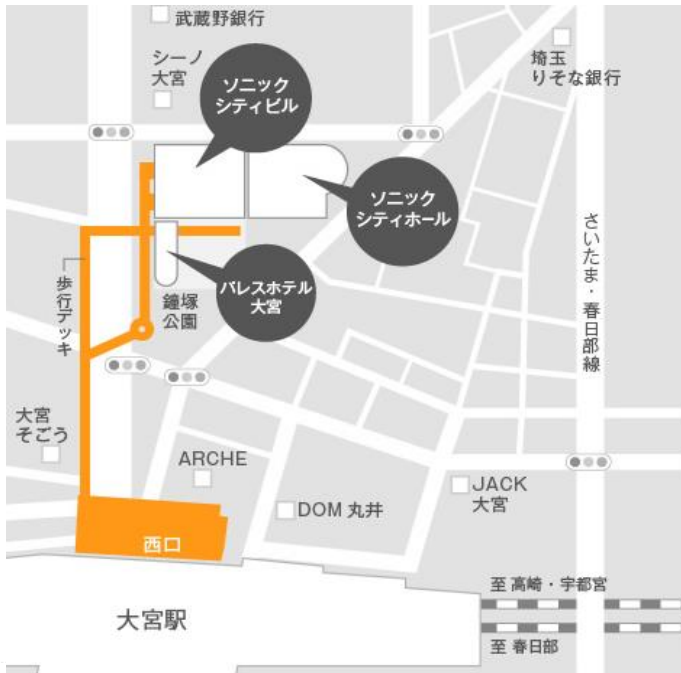 武蔵野銀行
シーノ
大宮
ソニック
シティビル
埼玉
りそな銀行
ソニック
シティホール
さいたま・春日部線
歩行デッキ
鐘塚
公園
パレスホテル
大宮
大宮
そごう
ARCHE
DOM 丸井
JACK
大宮
西口
大宮駅
至 高崎・宇都宮
至 春日部